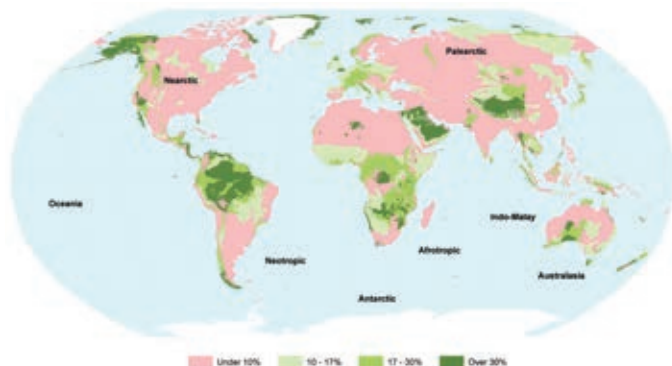 Palearctic
Nearctic
Oceania
Indo-Malay
Afrotropic
Neotropic
Australasia
Antarctic
Under 10%
10 - 17%
17 - 30%
Over 30%